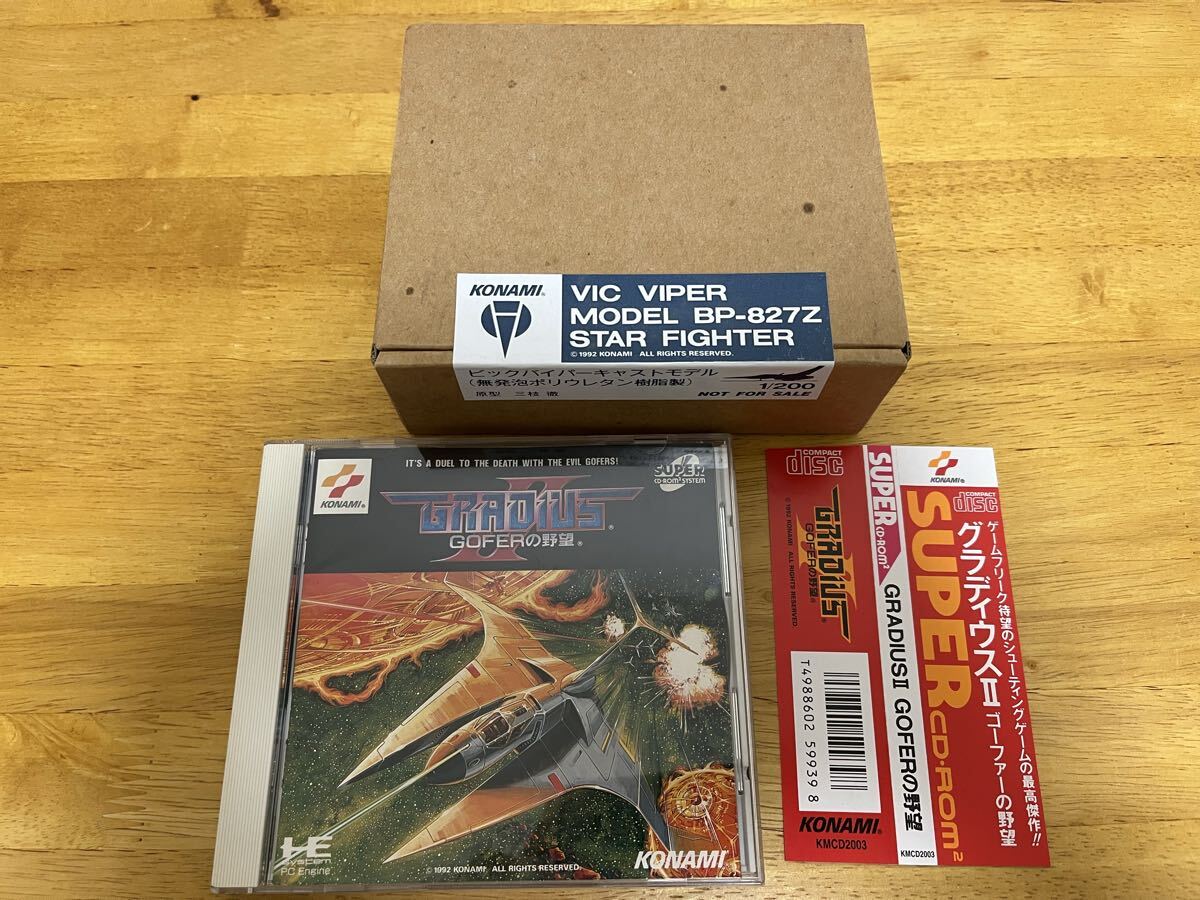 KONAMI®
VIC VIPER
MODEL BP-827Z
STAR FIGHTER
©1992 KONAMI ALL RIGHTS RESERVED.
ビックバイパーキャストモデル
(無発泡ポリウレタン樹脂製)
原型 三枝 徹
1/200
NOT FOR SALE
IT'S A DUEL TO THE DEATH WITH THE EVIL GOFERS!
KONAMI®
SUPER
CD-ROM² SYSTEM
GRADIUS®
II
GOFERの野望®
HE
System
PC Engine
©1992 KONAMI ALL RIGHTS RESERVED.
KONAMI®
COMPACT
disc
GRADIUS®
II
GOFERの野望®
©1992 KONAMI ALL RIGHTS RESERVED.
T4988602 599398
KONAMI®
KMCD2003
SUPER CD-ROM²
GRADIUSII GOFERの野望
KMCD2003
KONAMI®
COMPACT
disc
SUPER CD-ROM²
グラディウスII ゴーファーの野望
ゲームフリーク待望のシューティングゲームの最高傑作!!